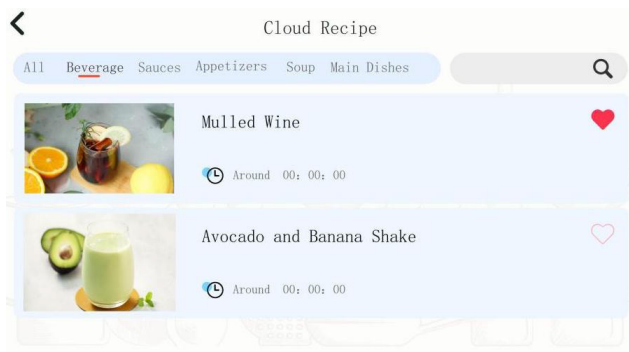 Cloud Recipe
All Beverage Sauces Appetizers Soup Main Dishes
Mulled Wine
Around 00: 00: 00
Avocado and Banana Shake
Around 00: 00: 00